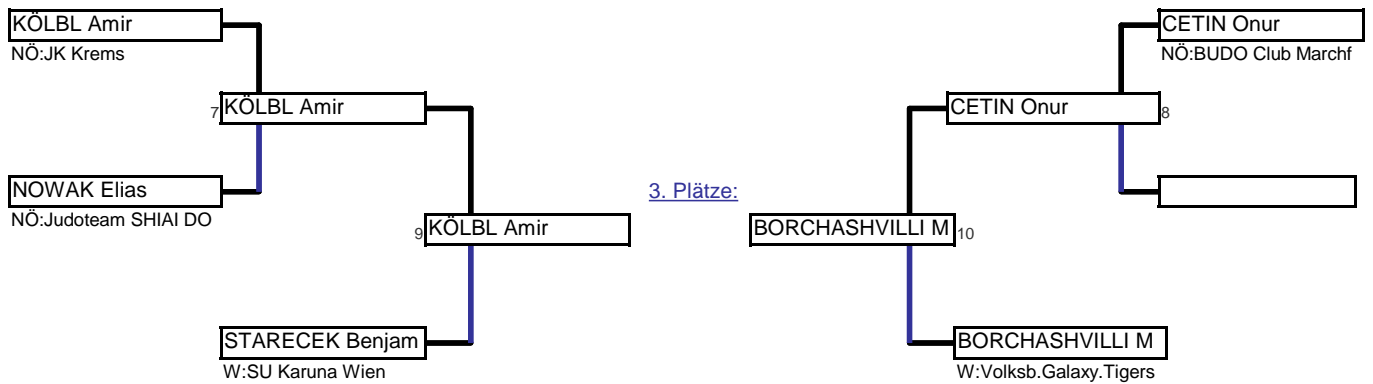 KÖLBL Amir
NÖ:JK Krems
CETIN Onur
NÖ:BUDO Club Marchf
7 KÖLBL Amir
CETIN Onur 8
NOWAK Elias
NÖ:Judoteam SHIAI DO
3. Plätze:
9 KÖLBL Amir
BORCHASHVILLI M 10
STARECEK Benjam
W:SU Karuna Wien
BORCHASHVILLI M
W:Volksb.Galaxy.Tigers